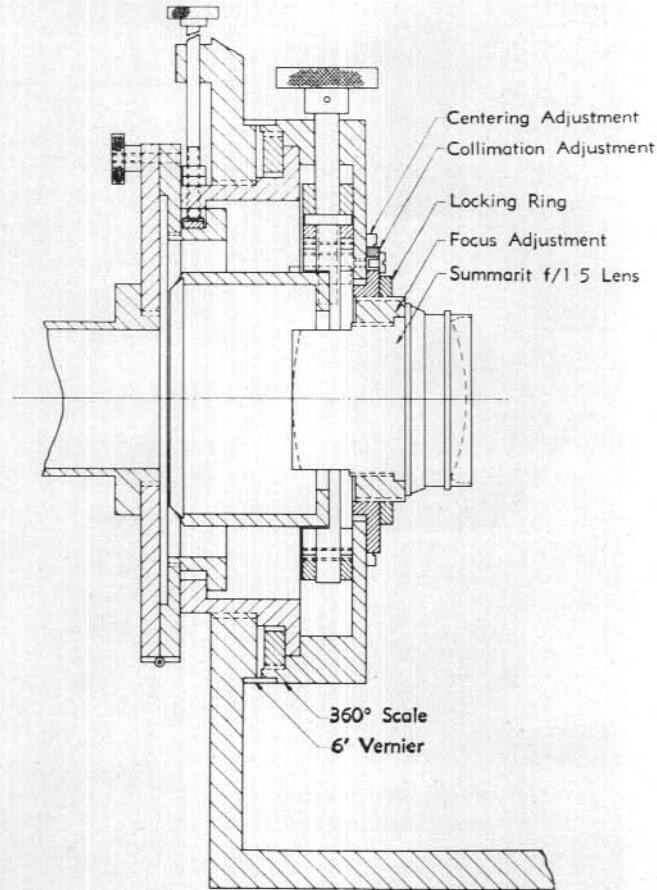 Centering Adjustment
Collimation Adjustment
Locking Ring
Focus Adjustment
Summarit f/1·5 Lens
360° Scale
6' Vernier